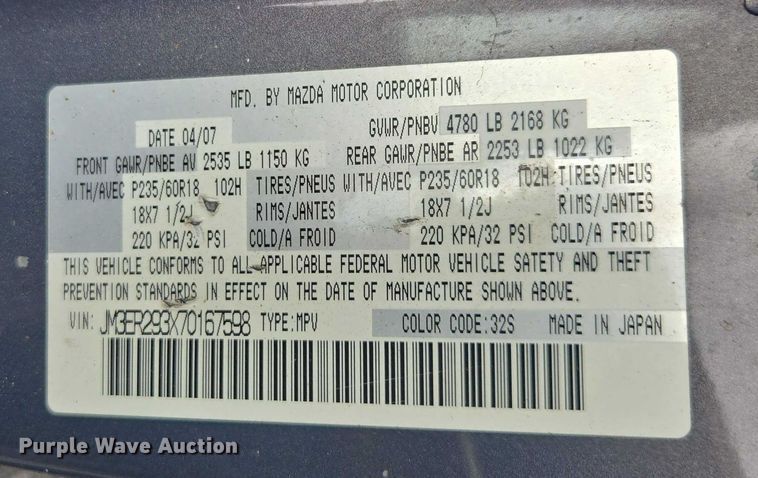 MFD. BY MAZDA MOTOR CORPORATION
DATE 04/07 GVWR/PNBV 4780 LB 2168 KG
FRONT GAWR/PNBE AV 2535 LB 1150 KG REAR GAWR/PNBE AR 2253 LB 1022 KG
WITH/AVEC P235/60R18 102H TIRES/PNEUS WITH/AVEC P235/60R18 102H TIRES/PNEUS
18X7 1/2J RIMS/JANTES 18X7 1/2J RIMS/JANTES
220 KPA/32 PSI COLD/A FROID 220 KPA/32 PSI COLD/A FROID
THIS VEHICLE CONFORMS TO ALL APPLICABLE FEDERAL MOTOR VEHICLE SAFETY AND THEFT
PREVENTION STANDARDS IN EFFECT ON THE DATE OF MANUFACTURE SHOWN ABOVE.
VIN: JM3ER293X70167598 TYPE:MPV COLOR CODE:32S MADE IN JAPAN
Purple Wave Auction